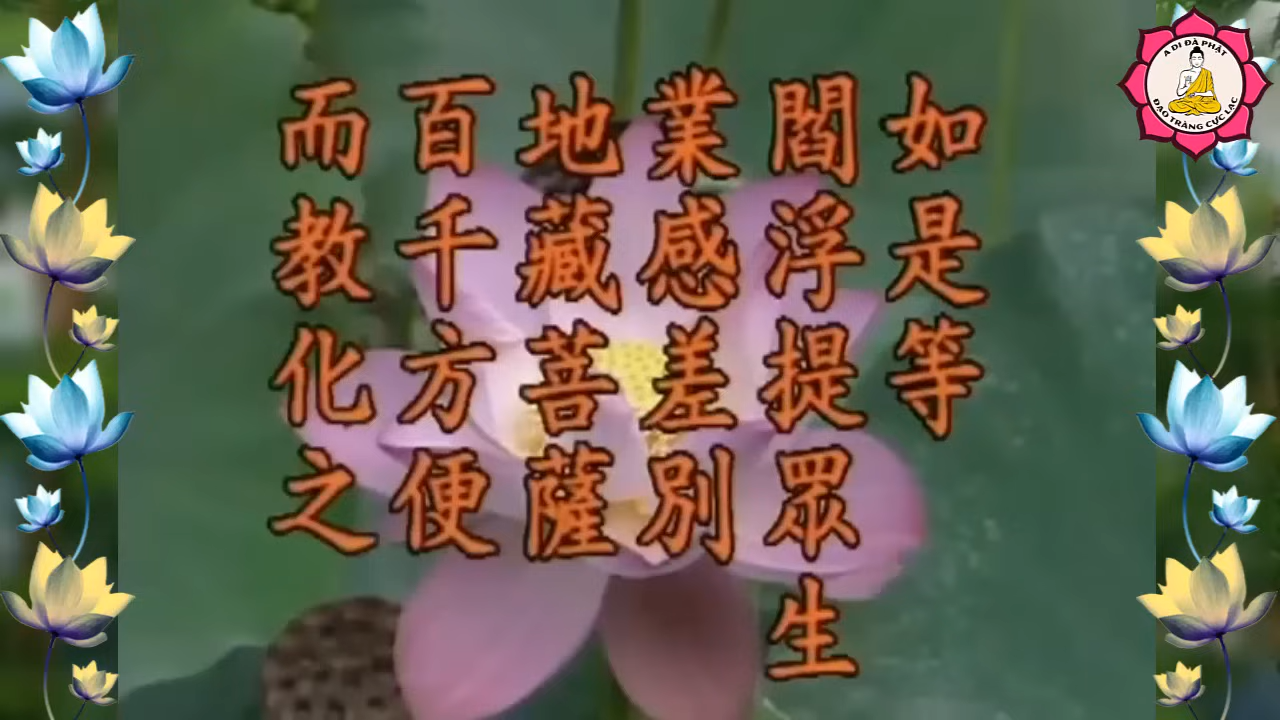 如是等
閻浮提眾生
業感差別
地藏菩薩
百千方便
而教化之
A DI ĐÀ PHẬT
ĐẠO TRÀNG CỰC LẠC